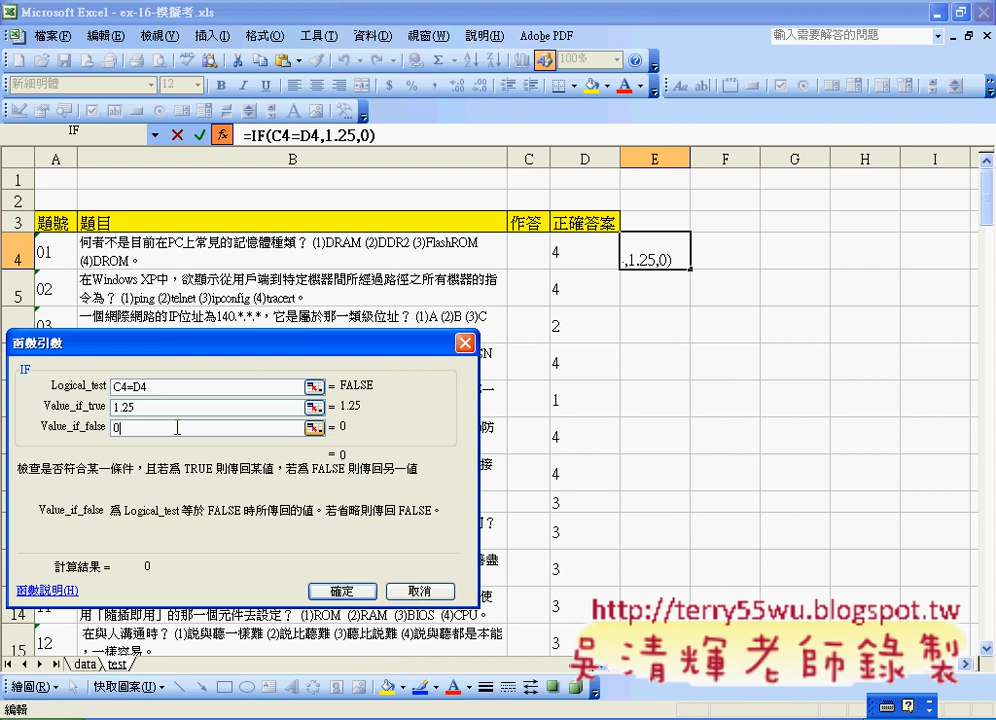 Microsoft Excel - ex-16-模擬考.xls
檔案(F) 編輯(E) 檢視(V) 插入(I) 格式(O) 工具(T) 資料(D) 視窗(W) 說明(H) Adobe PDF 輸入需要解答的問題
100%
新細明體 12 B I U
IF =IF(C4=D4,1.25,0)
A B C D E F G H I
1
2
3 題號 題目 作答 正確答案
4 01 何者不是目前在PC上常見的記憶體種類？ (1)DRAM (2)DDR2 (3)FlashROM
(4)DROM。 4 ,1.25,0)
5 02 在Windows XP中，欲顯示從用戶端到特定機器間所經過路徑之所有機器的指
令為？ (1)ping (2)telnet (3)ipconfig (4)tracert。 4
03 一個網際網路的IP位址為140.*.*.*，它是屬於那一類級位址？ (1)A (2)B (3)C 2
函數引數
IF
Logical_test C4=D4 = FALSE
Value_if_true 1.25 = 1.25
Value_if_false 0 = 0
= 0
檢查是否符合某一條件，且若為 TRUE 則傳回某值，若為 FALSE 則傳回另一值
Value_if_false 為 Logical_test 等於 FALSE 時所傳回的值。若省略則傳回 FALSE。
計算結果 = 0
函數說明(H) 確定 取消
4
1
4
4
3
3
3
14 用「隨插即用」的那一個元件去設定？ (1)ROM (2)RAM (3)BIOS (4)CPU。 3
15 12 在與人溝通時？ (1)說與聽一樣難 (2)說比聽難 (3)聽比說難 (4)說與聽都是本能
，一樣容易。 3
http://terry55wu.blogspot.tw
吳清輝老師錄製
data test
繪圖(R) 快取圖案(U)
編輯